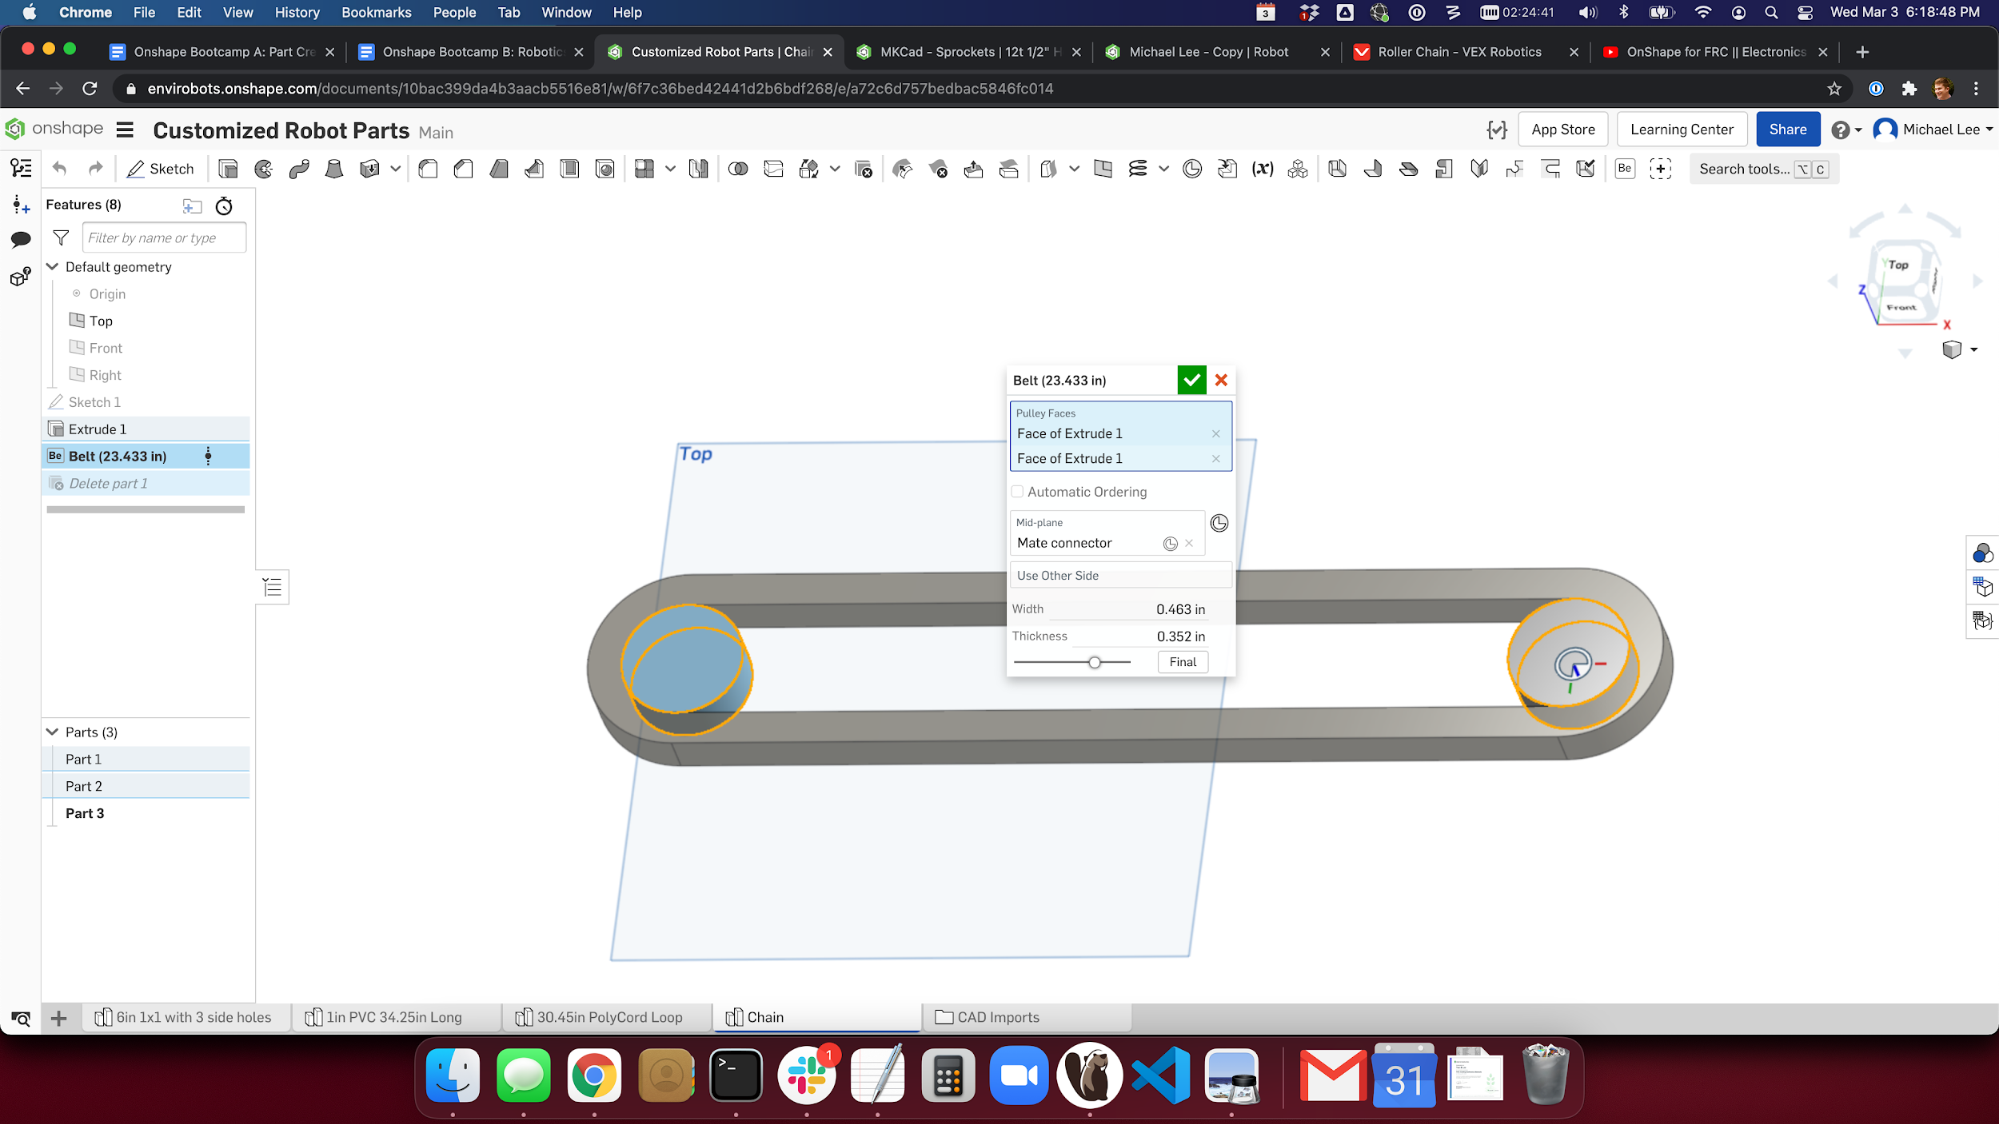 Chrome File Edit View History Bookmarks People Tab Window Help 3 1 02:24:41 Wed Mar 3 6:18:48 PM
Onshape Bootcamp A: Part Cre Onshape Bootcamp B: Robotic Customized Robot Parts | Chai MKCad - Sprockets | 12t 1/2" H Michael Lee - Copy | Robot Roller Chain - VEX Robotics OnShape for FRC || Electronics
envirobots.onshape.com/documents/10bac399da4b3aacb5516e81/w/6f7c36bed42441d2b6bdf268/e/a72c6d757bedbac5846fc014
onshape Customized Robot Parts Main App Store Learning Center Share Michael Lee
Sketch (x) Be Search tools... ⌥ C
Features (8)
Filter by name or type
Default geometry
Origin
Top
Front
Right
Sketch 1
Extrude 1
Be Belt (23.433 in)
Delete part 1
Parts (3)
Part 1
Part 2
Part 3
Top
Belt (23.433 in)
Pulley Faces
Face of Extrude 1
Face of Extrude 1
Automatic Ordering
Mid-plane
Mate connector
Use Other Side
Width 0.463 in
Thickness 0.352 in
Final
Y Top
Z
Front
X
6in 1x1 with 3 side holes 1in PVC 34.25in Long 30.45in PolyCord Loop Chain CAD Imports
>_ 1 31